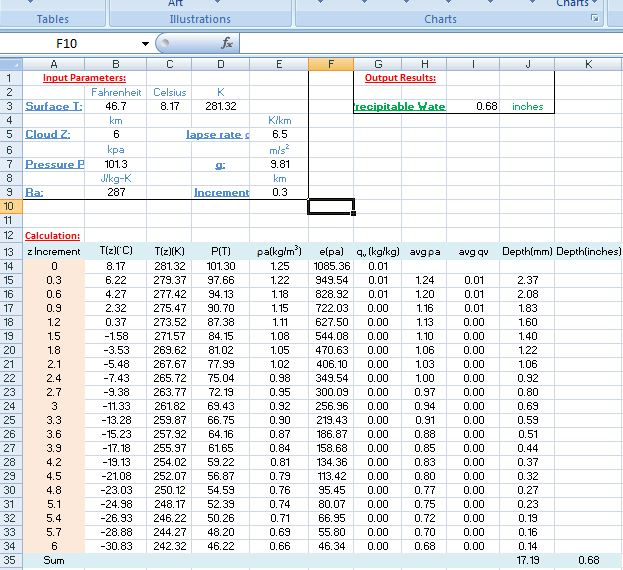 Art Charts
Tables Illustrations Charts
F10 fx
A B C D E F G H I J K
1 Input Parameters: Output Results:
2 Fahrenheit Celsius K
3 Surface T: 46.7 8.17 281.32 recipitable Wate 0.68 inches
4 km K/km
5 Cloud Z: 6 lapse rate 6.5
6 kpa m/s²
7 Pressure P 101.3 g: 9.81
8 J/kg-K km
9 Ra: 287 Increment 0.3
10
11
12 Calculation:
13 z Increment T(z)(°C) T(z)(K) P(T) pa(kg/m³) e(pa) qv (kg/kg) avg pa avg qv Depth(mm) Depth(inches)
14 0 8.17 281.32 101.30 1.25 1085.36 0.01
15 0.3 6.22 279.37 97.66 1.22 949.54 0.01 1.24 0.01 2.37
16 0.6 4.27 277.42 94.13 1.18 828.92 0.01 1.20 0.01 2.08
17 0.9 2.32 275.47 90.70 1.15 722.03 0.00 1.16 0.01 1.83
18 1.2 0.37 273.52 87.38 1.11 627.50 0.00 1.13 0.00 1.60
19 1.5 -1.58 271.57 84.15 1.08 544.08 0.00 1.10 0.00 1.40
20 1.8 -3.53 269.62 81.02 1.05 470.63 0.00 1.06 0.00 1.22
21 2.1 -5.48 267.67 77.99 1.02 406.10 0.00 1.03 0.00 1.06
22 2.4 -7.43 265.72 75.04 0.98 349.54 0.00 1.00 0.00 0.92
23 2.7 -9.38 263.77 72.19 0.95 300.09 0.00 0.97 0.00 0.80
24 3 -11.33 261.82 69.43 0.92 256.96 0.00 0.94 0.00 0.69
25 3.3 -13.28 259.87 66.75 0.90 219.43 0.00 0.91 0.00 0.59
26 3.6 -15.23 257.92 64.16 0.87 186.87 0.00 0.88 0.00 0.51
27 3.9 -17.18 255.97 61.65 0.84 158.68 0.00 0.85 0.00 0.44
28 4.2 -19.13 254.02 59.22 0.81 134.36 0.00 0.83 0.00 0.37
29 4.5 -21.08 252.07 56.87 0.79 113.42 0.00 0.80 0.00 0.32
30 4.8 -23.03 250.12 54.59 0.76 95.45 0.00 0.77 0.00 0.27
31 5.1 -24.98 248.17 52.39 0.74 80.07 0.00 0.75 0.00 0.23
32 5.4 -26.93 246.22 50.26 0.71 66.95 0.00 0.72 0.00 0.19
33 5.7 -28.88 244.27 48.20 0.69 55.80 0.00 0.70 0.00 0.16
34 6 -30.83 242.32 46.22 0.66 46.34 0.00 0.68 0.00 0.14
35 Sum 17.19 0.68